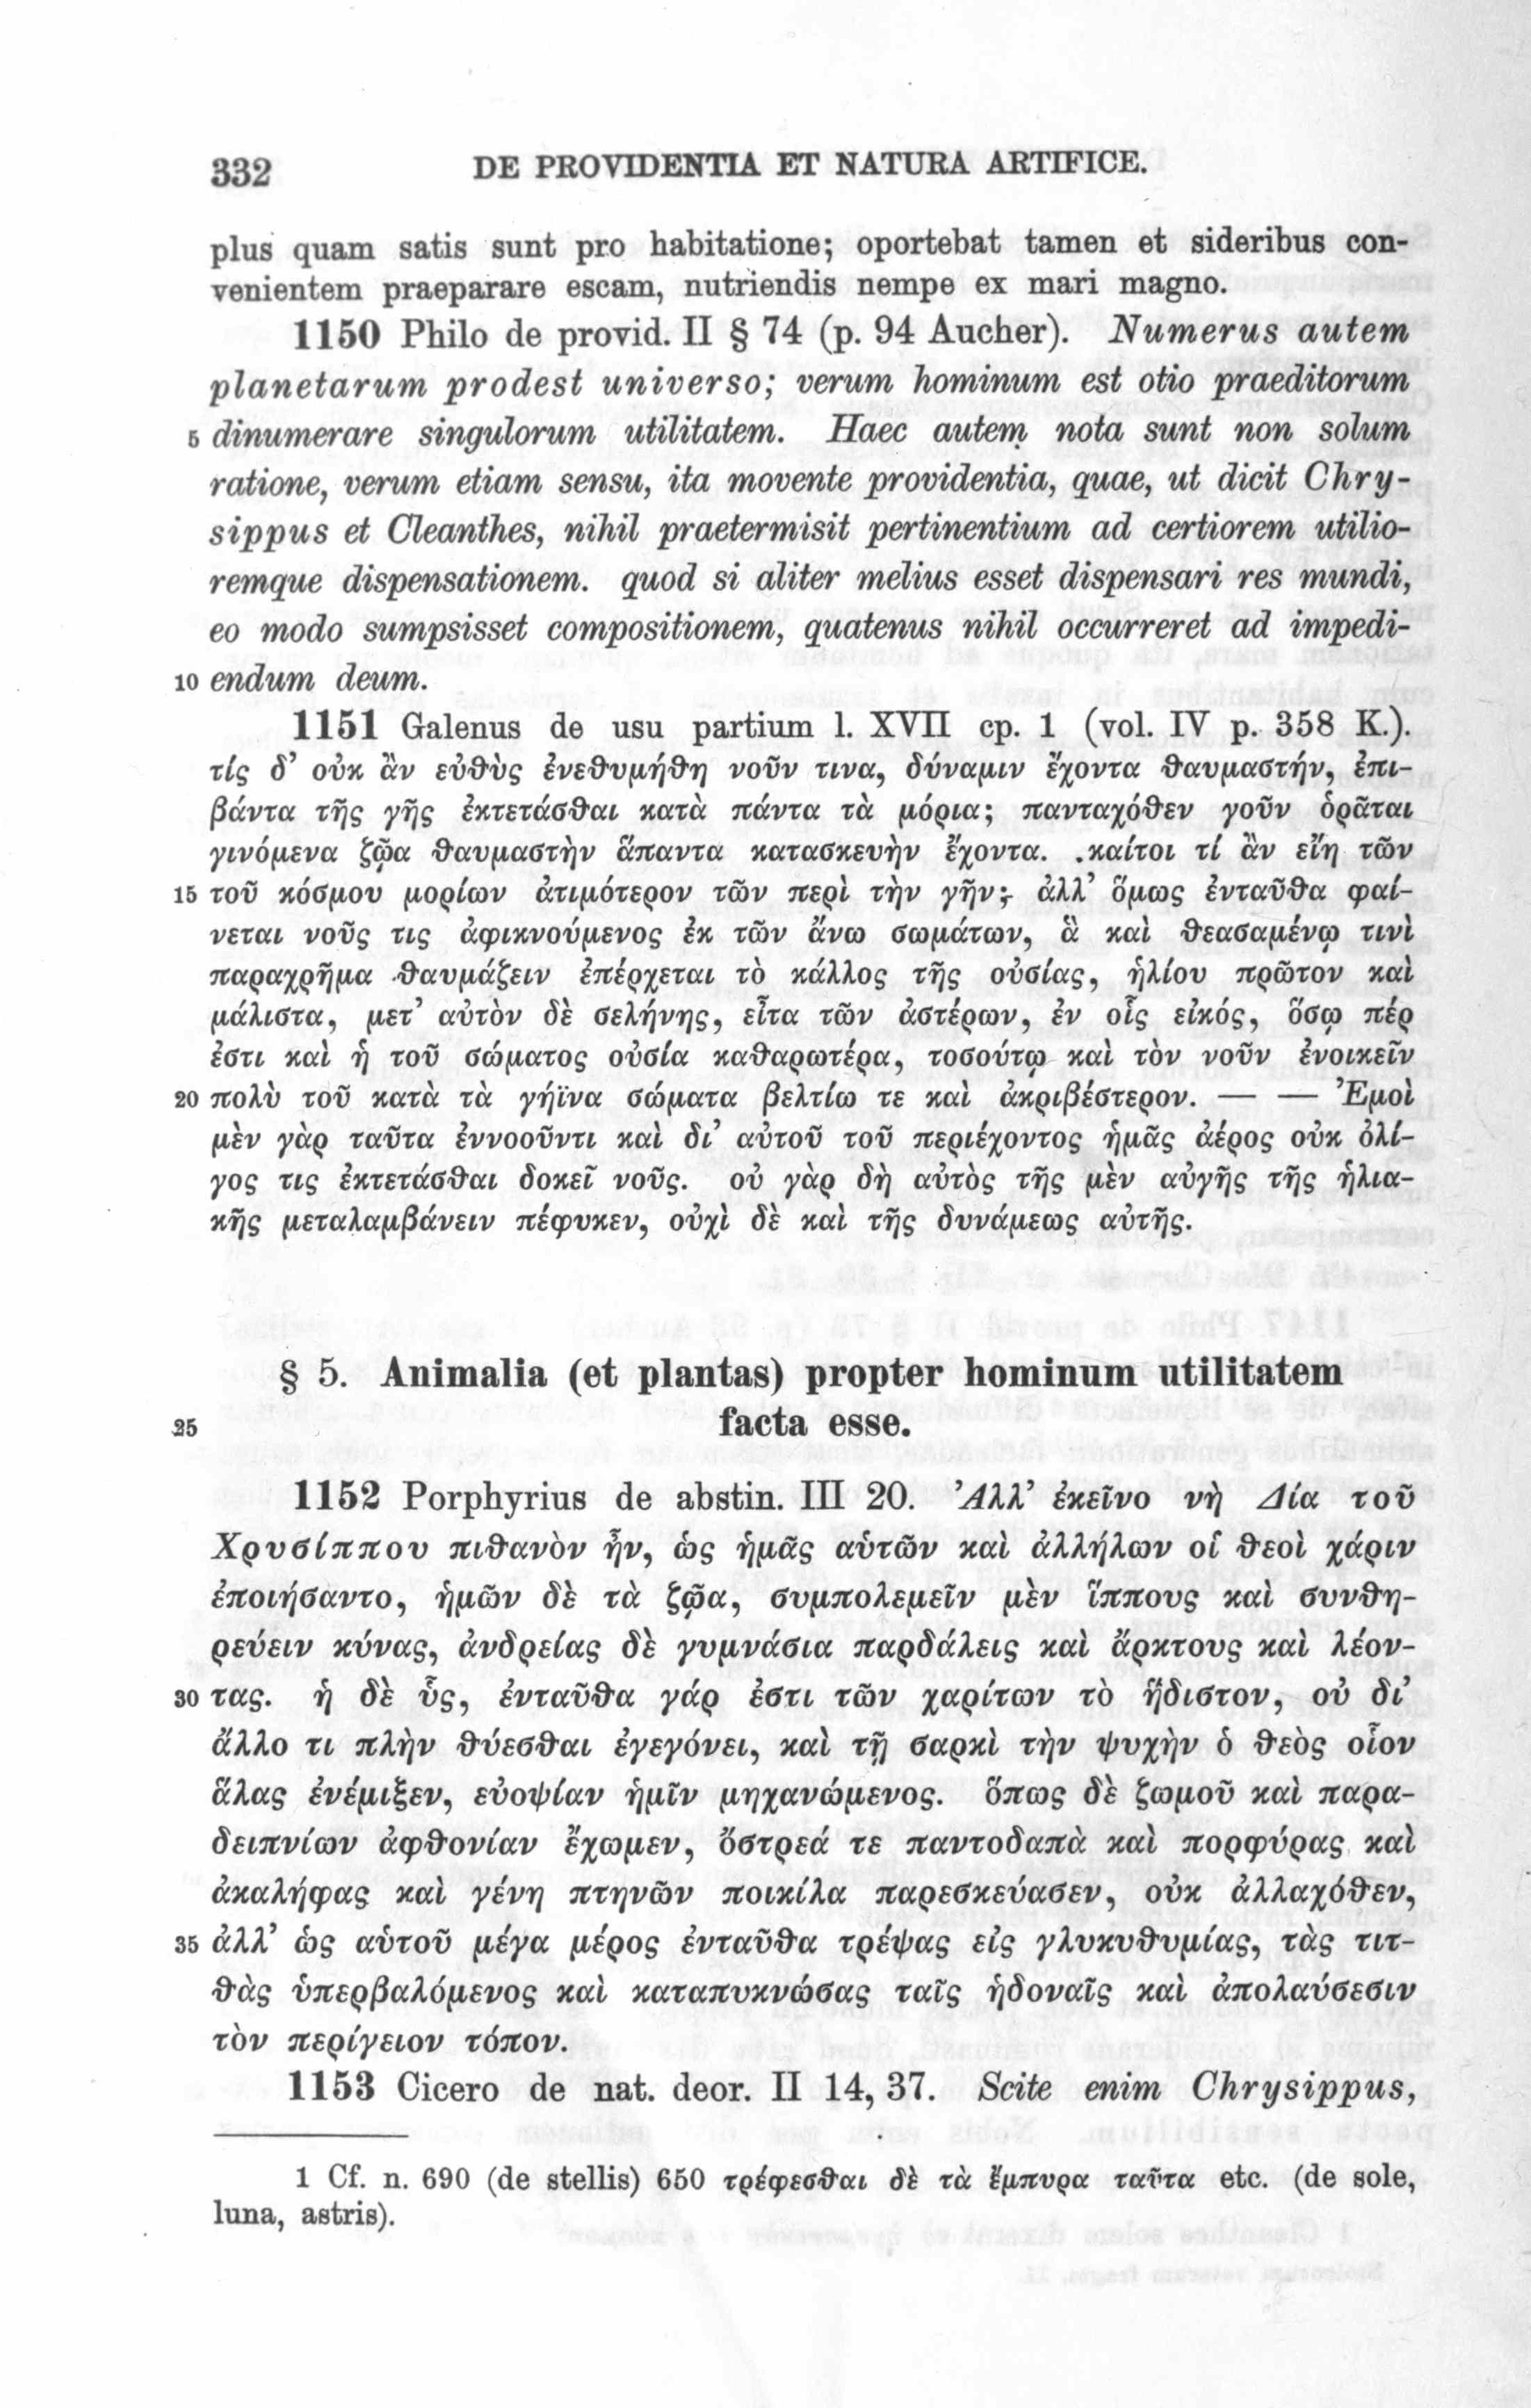 332 DE PROVIDENTIA ET NATURA ARTIFICE.
plus quam satis sunt pro habitatione; oportebat tamen et sideribus con-
venientem praeparare escam, nutriendis nempe ex mari magno.
1150 Philo de provid. II § 74 (p. 94 Aucher). Numerus autem
planetarum prodest universo; verum hominum est otio praeditorum
5 dinumerare singulorum utilitatem. Haec autem nota sunt non solum
ratione, verum etiam sensu, ita movente providentia, quae, ut dicit Chry-
sippus et Cleanthes, nihil praetermisit pertinentium ad certiorem utilio-
remque dispensationem. quod si aliter melius esset dispensari res mundi,
eo modo sumpsisset compositionem, quatenus nihil occurreret ad impedi-
10 endum deum.
1151 Galenus de usu partium l. XVII cp. 1 (vol. IV p. 358 K.).
τίς δ’ οὐκ ἂν εὐθὺς ἐνεθυμήθη νοῦν τινα, δύναμιν ἔχοντα θαυμαστήν, ἐπι-
βάντα τῆς γῆς ἐκτετάσθαι κατὰ πάντα τὰ μόρια; πανταχόθεν γοῦν ὁρᾶται
γινόμενα ζῷα θαυμαστὴν ἅπαντα κατασκευὴν ἔχοντα. καίτοι τί ἂν εἴη τῶν
15 τοῦ κόσμου μορίων ἀτιμότερον τῶν περὶ τὴν γῆν; ἀλλ’ ὅμως ἐνταῦθα φαί-
νεται νοῦς τις ἀφικνούμενος ἐκ τῶν ἄνω σωμάτων, ἃ καὶ θεασαμένῳ τινὶ
παραχρῆμα θαυμάζειν ἐπέρχεται τὸ κάλλος τῆς οὐσίας, ἡλίου πρῶτον καὶ
μάλιστα, μετ’ αὐτὸν δὲ σελήνης, εἶτα τῶν ἀστέρων, ἐν οἷς εἰκός, ὅσῳ πέρ
ἐστι καὶ ἡ τοῦ σώματος οὐσία καθαρωτέρα, τοσούτῳ καὶ τὸν νοῦν ἐνοικεῖν
20 πολὺ τοῦ κατὰ τὰ γήϊνα σώματα βελτίω τε καὶ ἀκριβέστερον. — — Ἐμοὶ
μὲν γὰρ ταῦτα ἐννοοῦντι καὶ δι’ αὐτοῦ τοῦ περιέχοντος ἡμᾶς ἀέρος οὐκ ὀλί-
γος τις ἐκτετάσθαι δοκεῖ νοῦς. οὐ γὰρ δὴ αὐτὸς τῆς μὲν αὐγῆς τῆς ἡλια-
κῆς μεταλαμβάνειν πέφυκεν, οὐχὶ δὲ καὶ τῆς δυνάμεως αὐτῆς.
§ 5. Animalia (et plantas) propter hominum utilitatem
25 facta esse.
1152 Porphyrius de abstin. III 20. Ἀλλ’ ἐκεῖνο νὴ Δία τοῦ
Χρυσίππου πιθανὸν ἦν, ὡς ἡμᾶς αὑτῶν καὶ ἀλλήλων οἱ θεοὶ χάριν
ἐποιήσαντο, ἡμῶν δὲ τὰ ζῷα, συμπολεμεῖν μὲν ἵππους καὶ συνθη-
ρεύειν κύνας, ἀνδρείας δὲ γυμνάσια παρδάλεις καὶ ἄρκτους καὶ λέον-
30 τας. ἡ δὲ ὗς, ἐνταῦθα γάρ ἐστι τῶν χαρίτων τὸ ἥδιστον, οὐ δι’
ἄλλο τι πλὴν θύεσθαι ἐγεγόνει, καὶ τῇ σαρκὶ τὴν ψυχὴν ὁ θεὸς οἷον
ἅλας ἐνέμιξεν, εὐοψίαν ἡμῖν μηχανώμενος. ὅπως δὲ ζωμοῦ καὶ παρα-
δειπνίων ἀφθονίαν ἔχωμεν, ὄστρεά τε παντοδαπὰ καὶ πορφύρας καὶ
ἀκαλήφας καὶ γένη πτηνῶν ποικίλα παρεσκεύασεν, οὐκ ἀλλαχόθεν,
35 ἀλλ’ ὡς αὑτοῦ μέγα μέρος ἐνταῦθα τρέψας εἰς γλυκυθυμίας, τὰς τιτ-
θὰς ὑπερβαλόμενος καὶ καταπυκνώσας ταῖς ἡδοναῖς καὶ ἀπολαύσεσιν
τὸν περίγειον τόπον.
1153 Cicero de nat. deor. II 14, 37. Scite enim Chrysippus,
1 Cf. n. 690 (de stellis) 650 τρέφεσθαι δὲ τὰ ἔμπυρα ταῦτα etc. (de sole,
luna, astris).